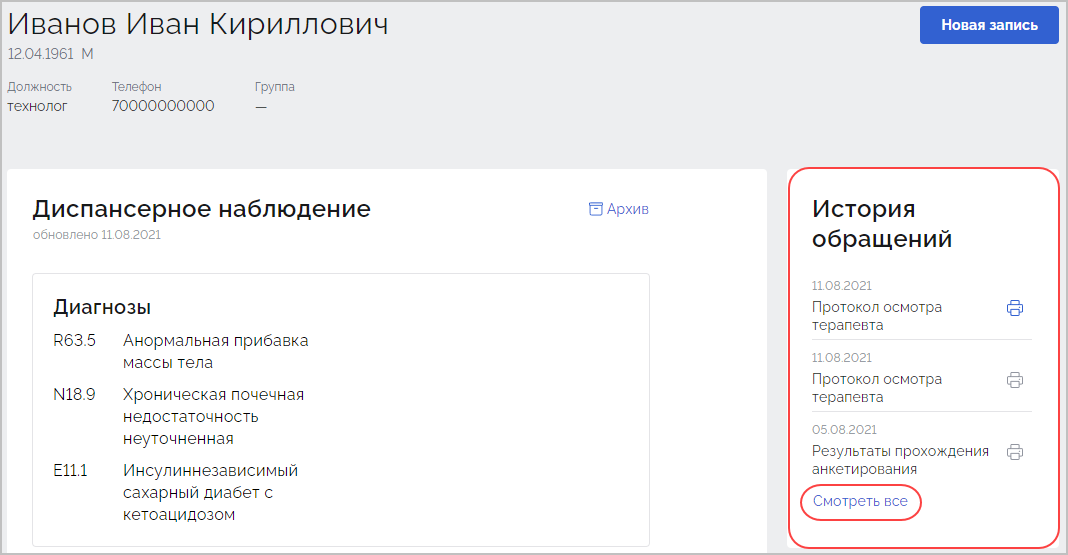 Иванов Иван Кириллович
Новая запись
12.04.1961 М
Должность Телефон Группа
технолог 70000000000 —
Диспансерное наблюдение
Архив
обновлено 11.08.2021
Диагнозы
R63.5 Анормальная прибавка
массы тела
N18.9 Хроническая почечная
недостаточность
неуточненная
E11.1 Инсулиннезависимый
сахарный диабет с
кетоацидозом
История
обращений
11.08.2021
Протокол осмотра
терапевта
11.08.2021
Протокол осмотра
терапевта
05.08.2021
Результаты прохождения
анкетирования
Смотреть все